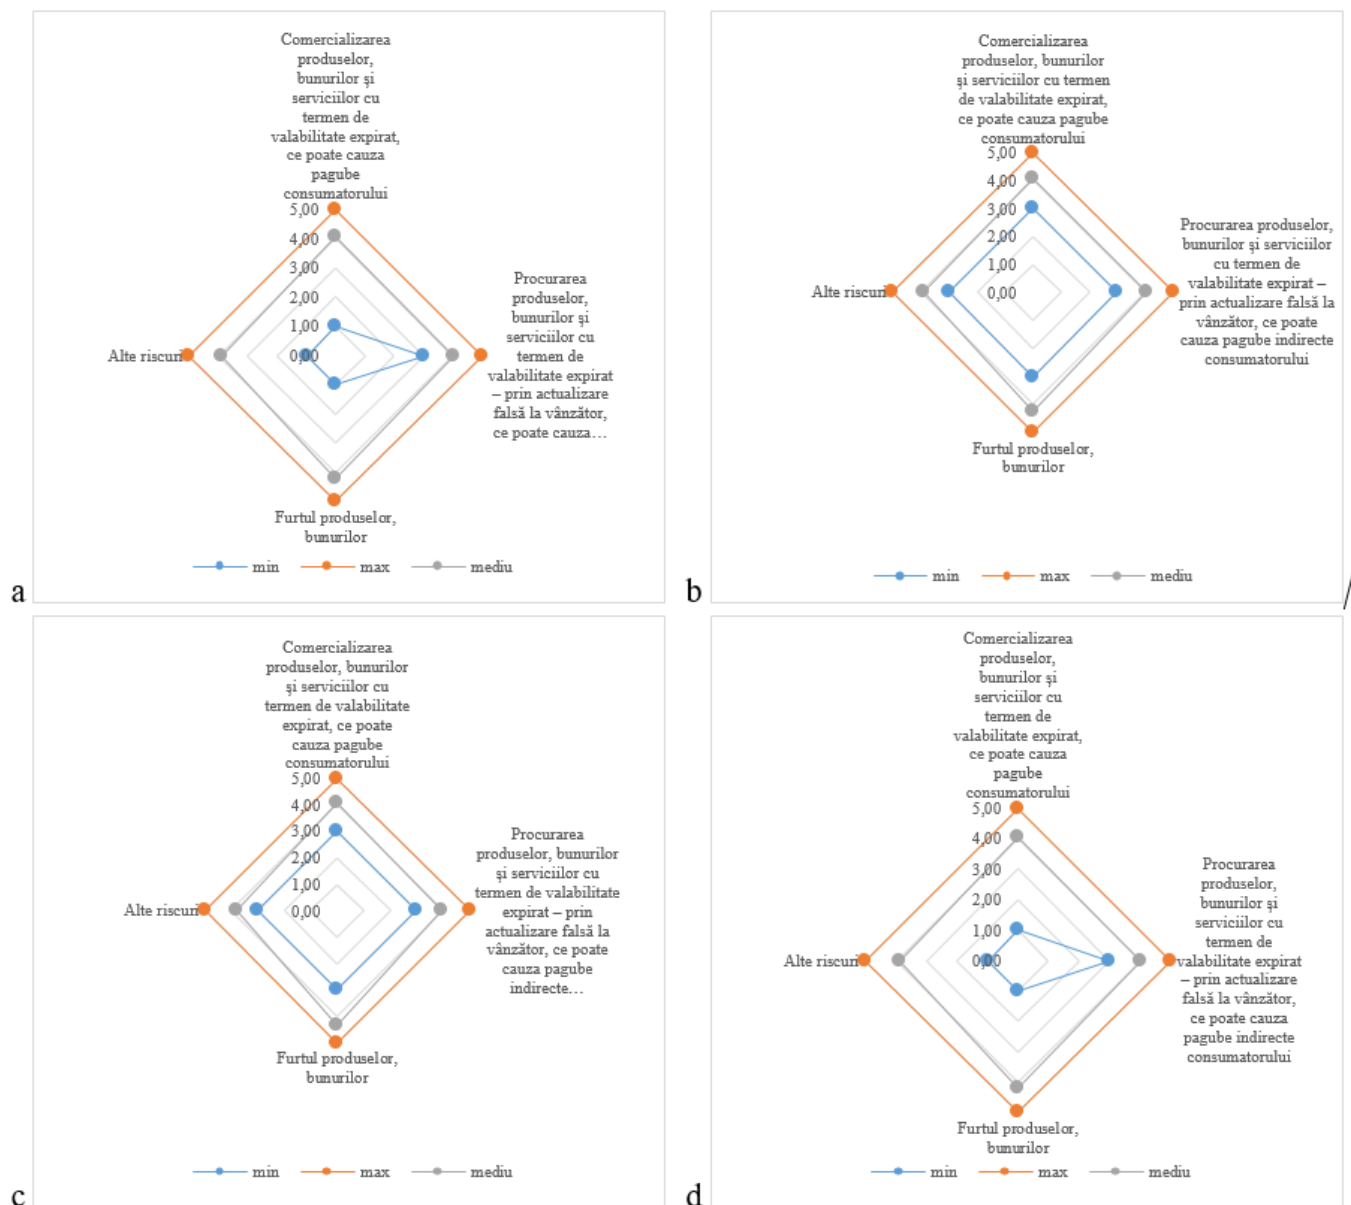 Comercializarea
produselor,
bunurilor şi
serviciilor cu
termen de
valabilitate expirat,
ce poate cauza
pagube
consumatorului
5,00
4,00
3,00
2,00
1,00
0,00
Procurarea
produselor,
bunurilor şi
serviciilor cu
termen de
valabilitate expirat
– prin actualizare
falsă la vânzător,
ce poate cauza…
Alte riscuri
Furtul produselor,
bunurilor
min max mediu
a
Comercializarea
produselor, bunurilor
şi serviciilor cu termen
de valabilitate expirat,
ce poate cauza pagube
consumatorului
5,00
4,00
3,00
2,00
1,00
0,00
Procurarea produselor,
bunurilor şi serviciilor
cu termen de
valabilitate expirat –
prin actualizare falsă la
vânzător, ce poate
cauza pagube indirecte
consumatorului
Alte riscuri
Furtul produselor,
bunurilor
min max mediu
b
/
Comercializarea
produselor, bunurilor
şi serviciilor cu
termen de valabilitate
expirat, ce poate
cauza pagube
consumatorului
5,00
4,00
3,00
2,00
1,00
0,00
Procurarea
produselor, bunurilor
şi serviciilor cu
termen de valabilitate
expirat – prin
actualizare falsă la
vânzător, ce poate
cauza pagube
indirecte…
Alte riscuri
Furtul produselor,
bunurilor
min max mediu
c
Comercializarea
produselor,
bunurilor şi
serviciilor cu
termen de
valabilitate expirat,
ce poate cauza
pagube
consumatorului
5,00
4,00
3,00
2,00
1,00
0,00
Procurarea
produselor,
bunurilor şi
serviciilor cu
termen de
valabilitate expirat
– prin actualizare
falsă la vânzător,
ce poate cauza
pagube indirecte
consumatorului
Alte riscuri
Furtul produselor,
bunurilor
min max mediu
d